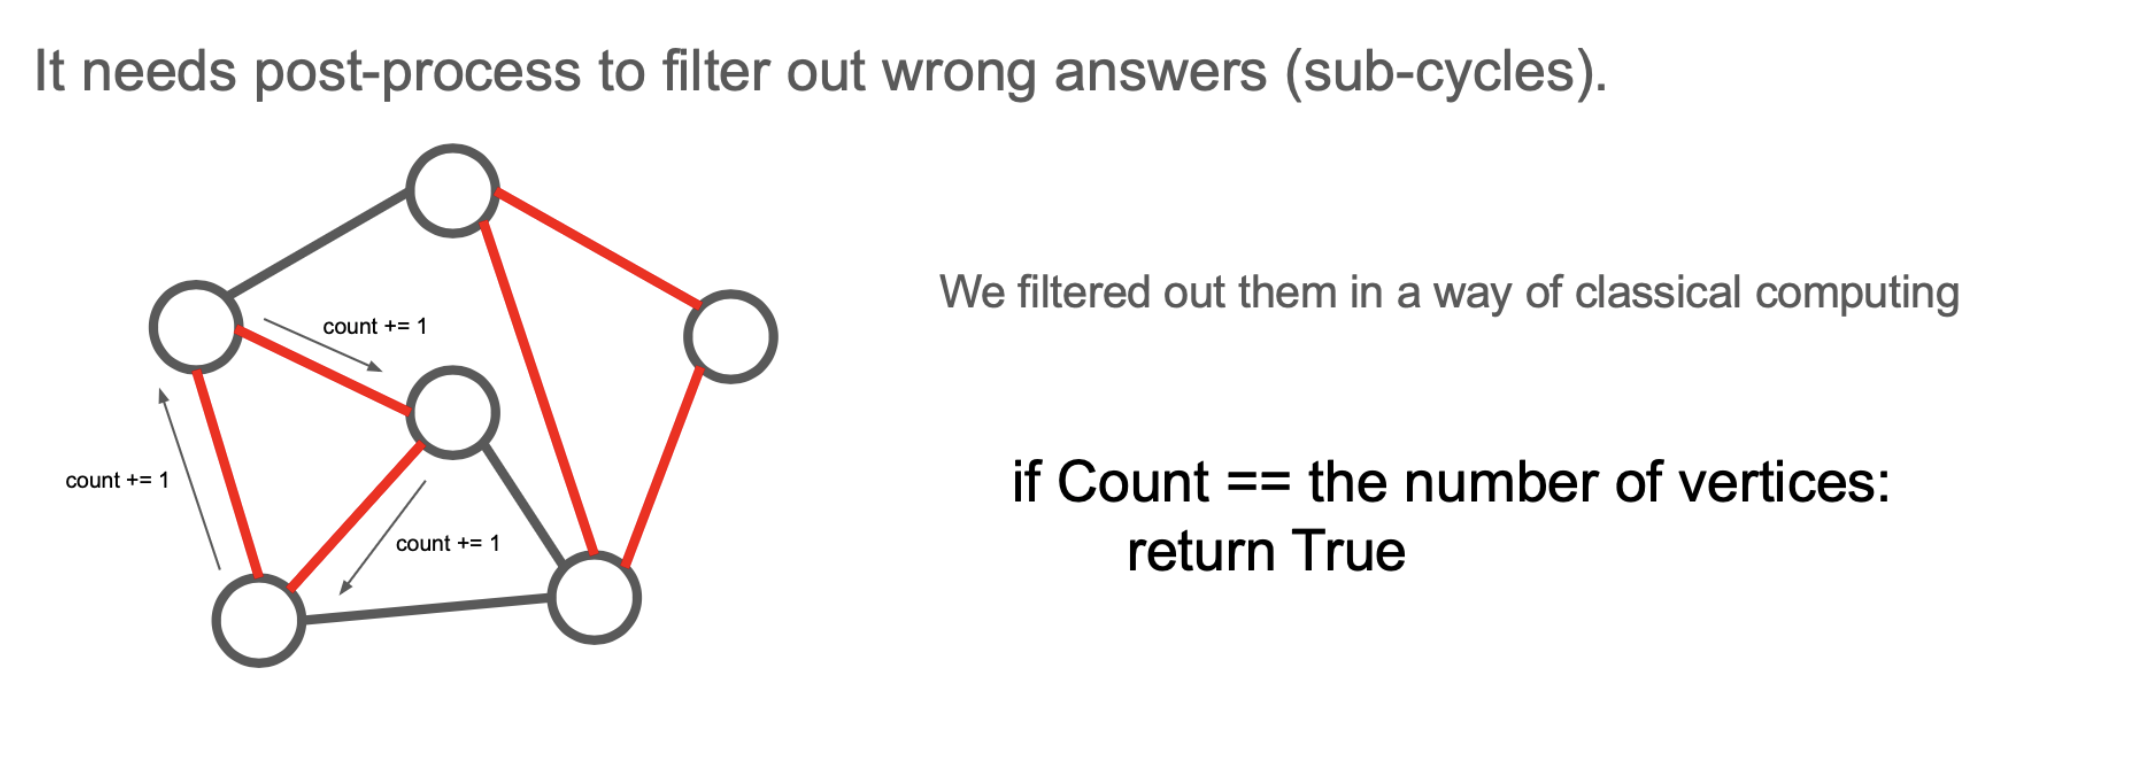 It needs post-process to filter out wrong answers (sub-cycles).
We filtered out them in a way of classical computing
count += 1
count += 1
count += 1
if Count == the number of vertices:
return True